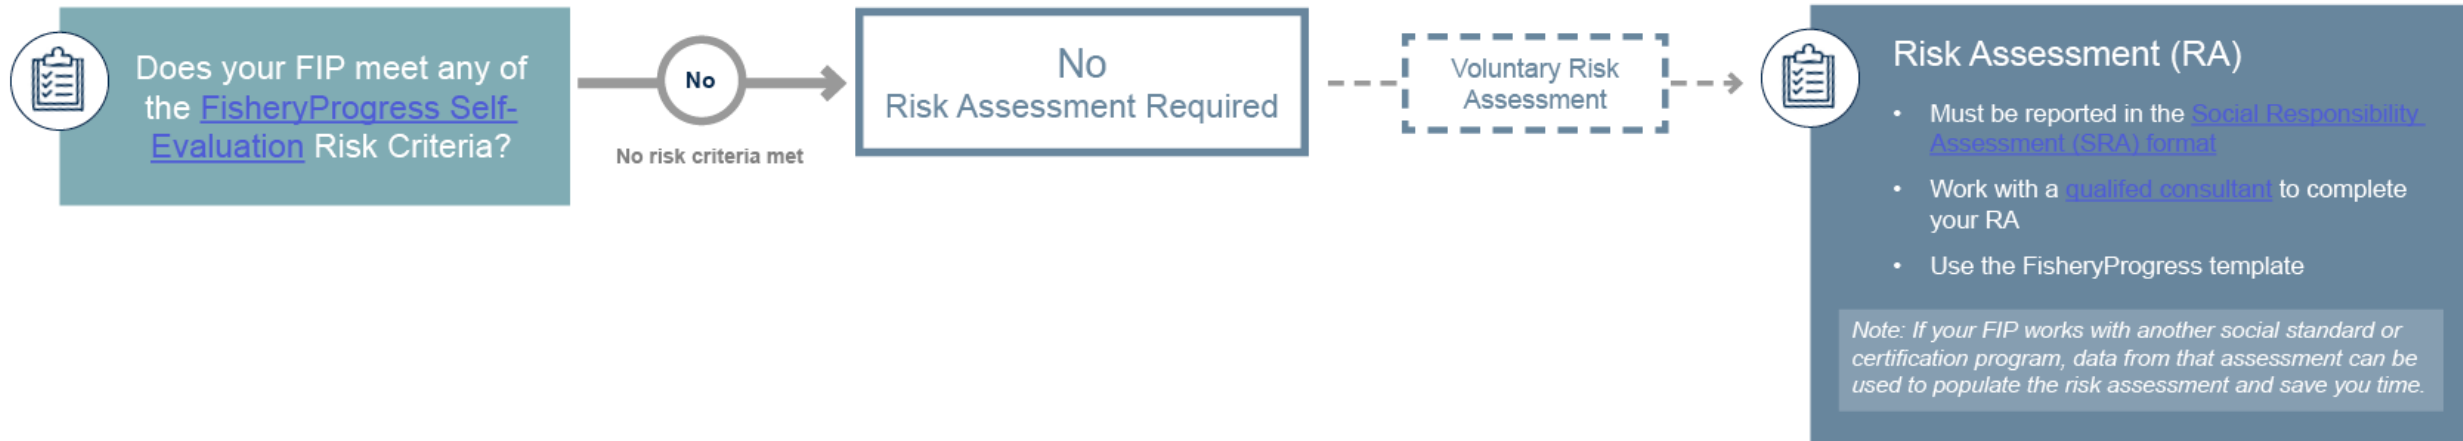 Does your FIP meet any of
the FisheryProgress Self-
Evaluation Risk Criteria?
No
No risk criteria met
No
Risk Assessment Required
Voluntary Risk
Assessment
Risk Assessment (RA)
• Must be reported in the Social Responsibility
Assessment (SRA) format
• Work with a qualifed consultant to complete
your RA
• Use the FisheryProgress template
Note: If your FIP works with another social standard or
certification program, data from that assessment can be
used to populate the risk assessment and save you time.